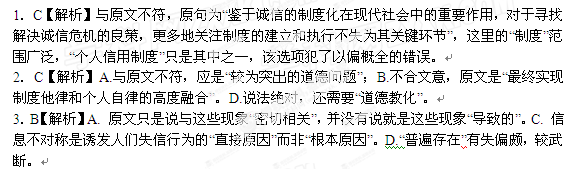 1. C【解析】与原文不符，原句为“鉴于诚信的制度化在现代社会中的重要作用，对于寻找
解决诚信危机的良策，更多地关注制度的建立和执行不失为其关键环节”，这里的“制度”范
围广泛，“个人信用制度”只是其中之一，该选项犯了以偏概全的错误。
2. C【解析】A.与原文不符，应是“较为突出的道德问题”；B.不合文意，原文是“最终实现
制度他律和个人自律的高度融合”。D.说法绝对，还需要“道德教化”。
3. B【解析】A. 原文只是说与这些现象“密切相关”，并没有说就是这些现象“导致的”。C. 信
息不对称是诱发人们失信行为的“直接原因”而非“根本原因”。D.“普遍存在”有失偏颇，较武
断。